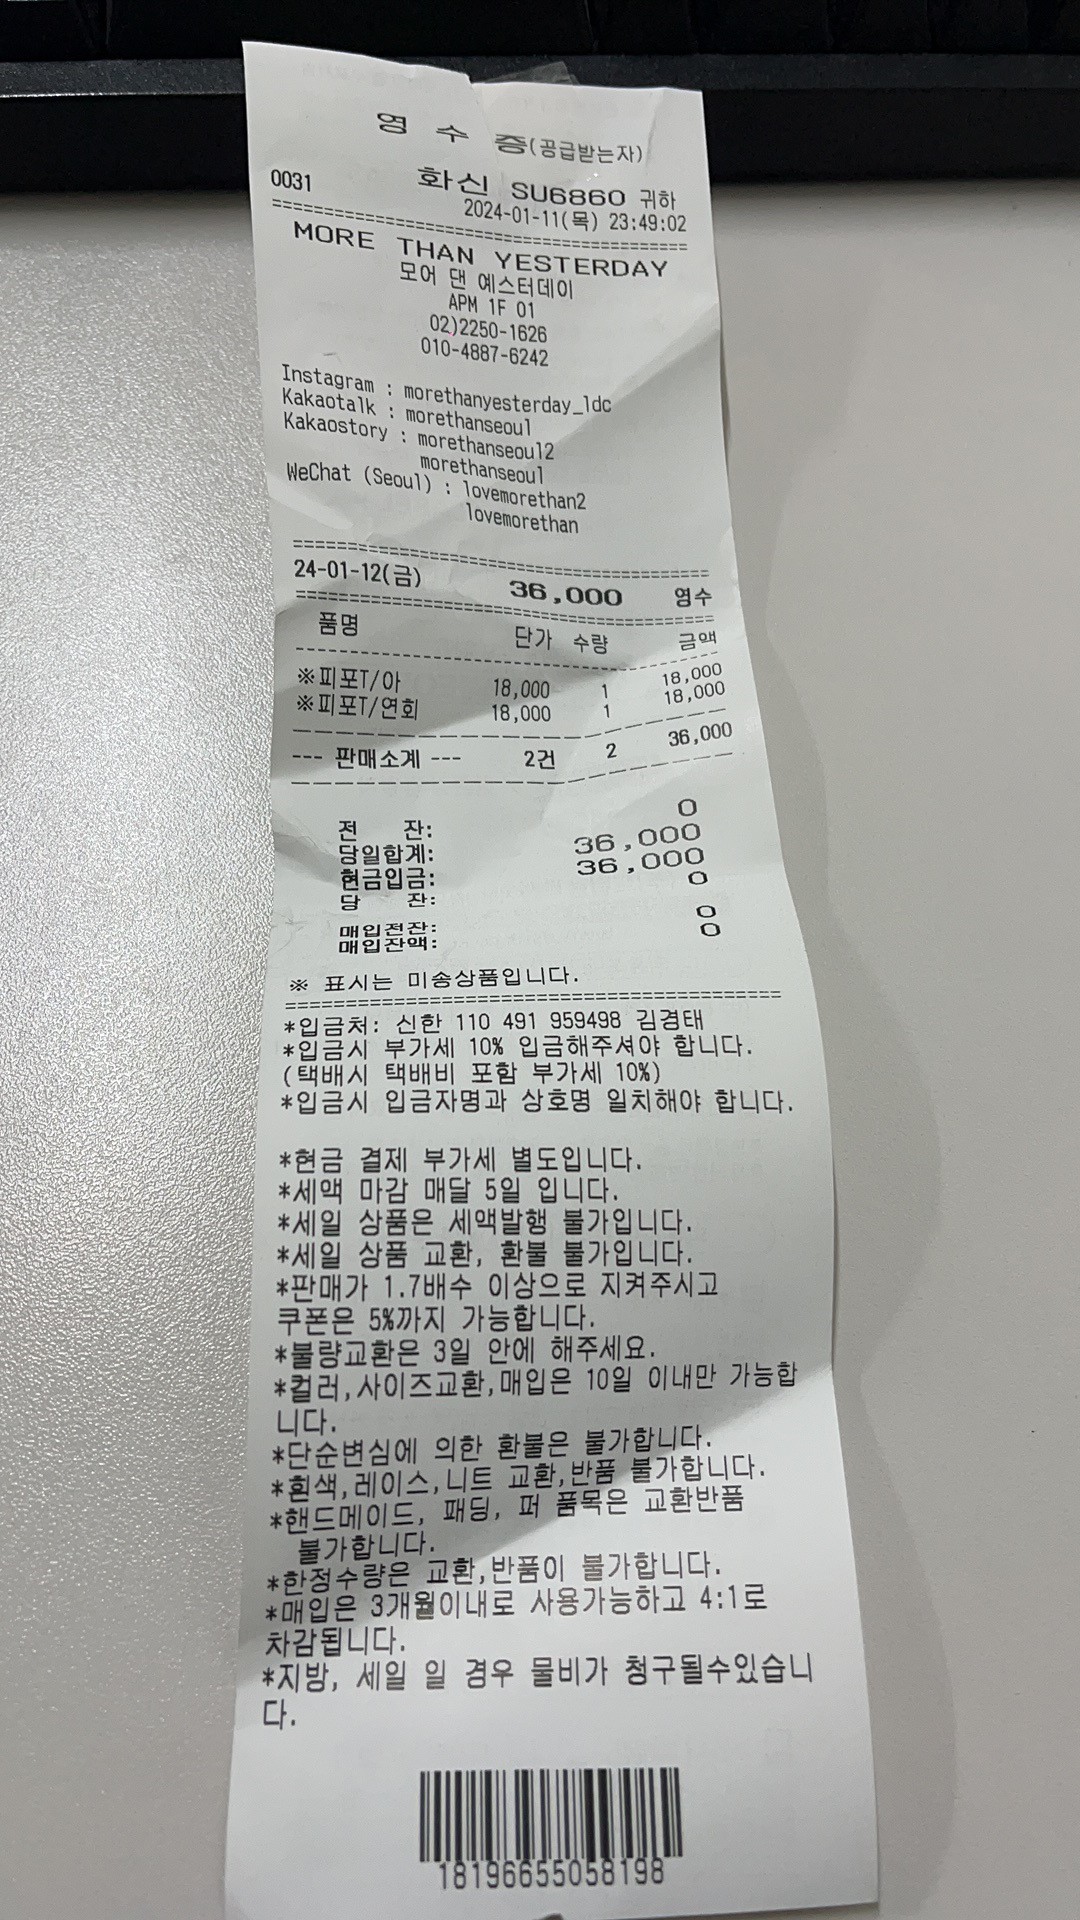 영 수 증(공급받는자)
0031 화신 SU6860 귀하
2024-01-11(목) 23:49:02
========================================
MORE THAN YESTERDAY
모어 댄 예스터데이
APM 1F 01
02)2250-1626
010-4887-6242
Instagram : morethanyesterday_ldc
Kakaotalk : morethanseoul
Kakaostory : morethanseoul2
morethanseoul
WeChat (Seoul) : lovemorethan2
lovemorethan
========================================
24-01-12(금) 36,000 영수
========================================
품명 단가 수량 금액
----------------------------------------
※피포T/아 18,000 1 18,000
※피포T/연회 18,000 1 18,000
--- 판매소계 --- 2건 2 36,000
전 잔: 0
당일합계: 36,000
현금입금: 36,000
당 잔: 0
매입전잔: 0
매입잔액: 0
※ 표시는 미송상품입니다.
========================================
*입금처: 신한 110 491 959498 김경태
*입금시 부가세 10% 입금해주셔야 합니다.
(택배시 택배비 포함 부가세 10%)
*입금시 입금자명과 상호명 일치해야 합니다.
*현금 결제 부가세 별도입니다.
*세액 마감 매달 5일 입니다.
*세일 상품은 세액발행 불가입니다.
*세일 상품 교환, 환불 불가입니다.
*판매가 1.7배수 이상으로 지켜주시고
쿠폰은 5%까지 가능합니다.
*불량교환은 3일 안에 해주세요.
*컬러,사이즈교환,매입은 10일 이내만 가능합
니다.
*단순변심에 의한 환불은 불가합니다.
*흰색,레이스,니트 교환,반품 불가합니다.
*핸드메이드, 패딩, 퍼 품목은 교환반품
불가합니다.
*한정수량은 교환,반품이 불가합니다.
*매입은 3개월이내로 사용가능하고 4:1로
차감됩니다.
*지방, 세일 일 경우 물비가 청구될수있습니
다.
18196655058198